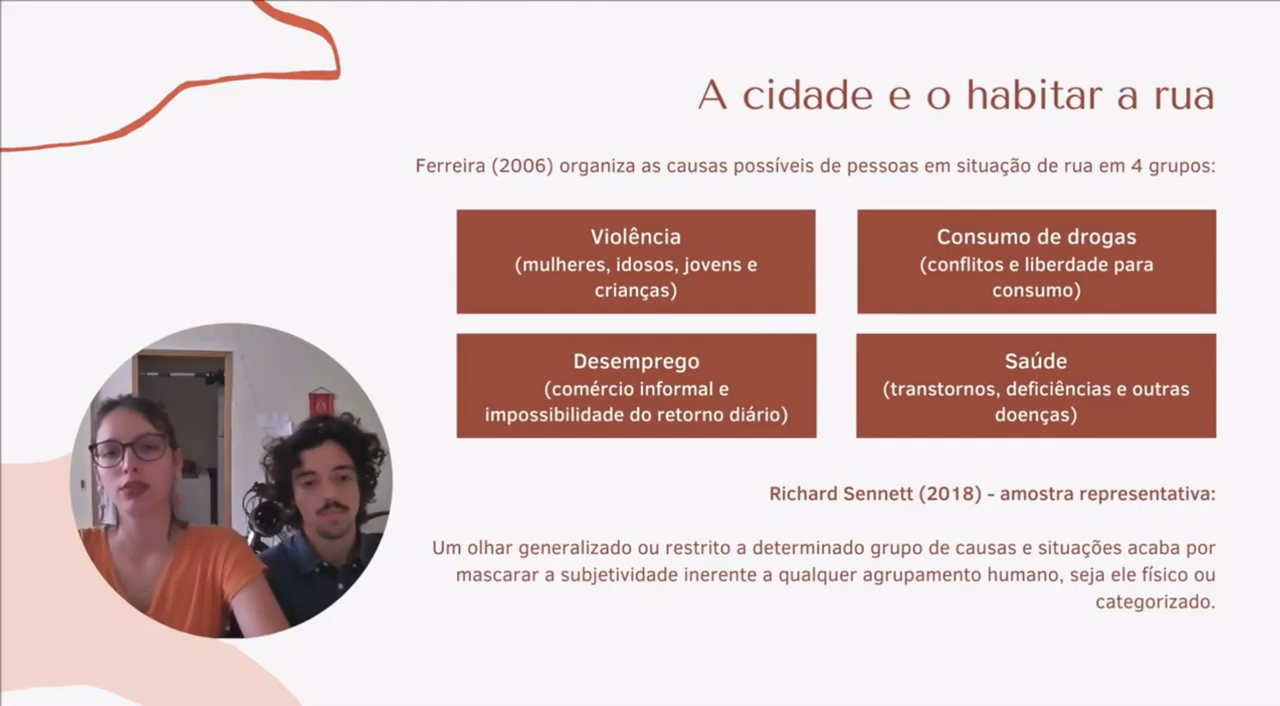 A cidade e o habitar a rua
Ferreira (2006) organiza as causas possíveis de pessoas em situação de rua em 4 grupos:
Violência
(mulheres, idosos, jovens e
crianças)
Consumo de drogas
(conflitos e liberdade para
consumo)
Desemprego
(comércio informal e
impossibilidade do retorno diário)
Saúde
(transtornos, deficiências e outras
doenças)
Richard Sennett (2018) - amostra representativa:
Um olhar generalizado ou restrito a determinado grupo de causas e situações acaba por
mascarar a subjetividade inerente a qualquer agrupamento humano, seja ele físico ou
categorizado.